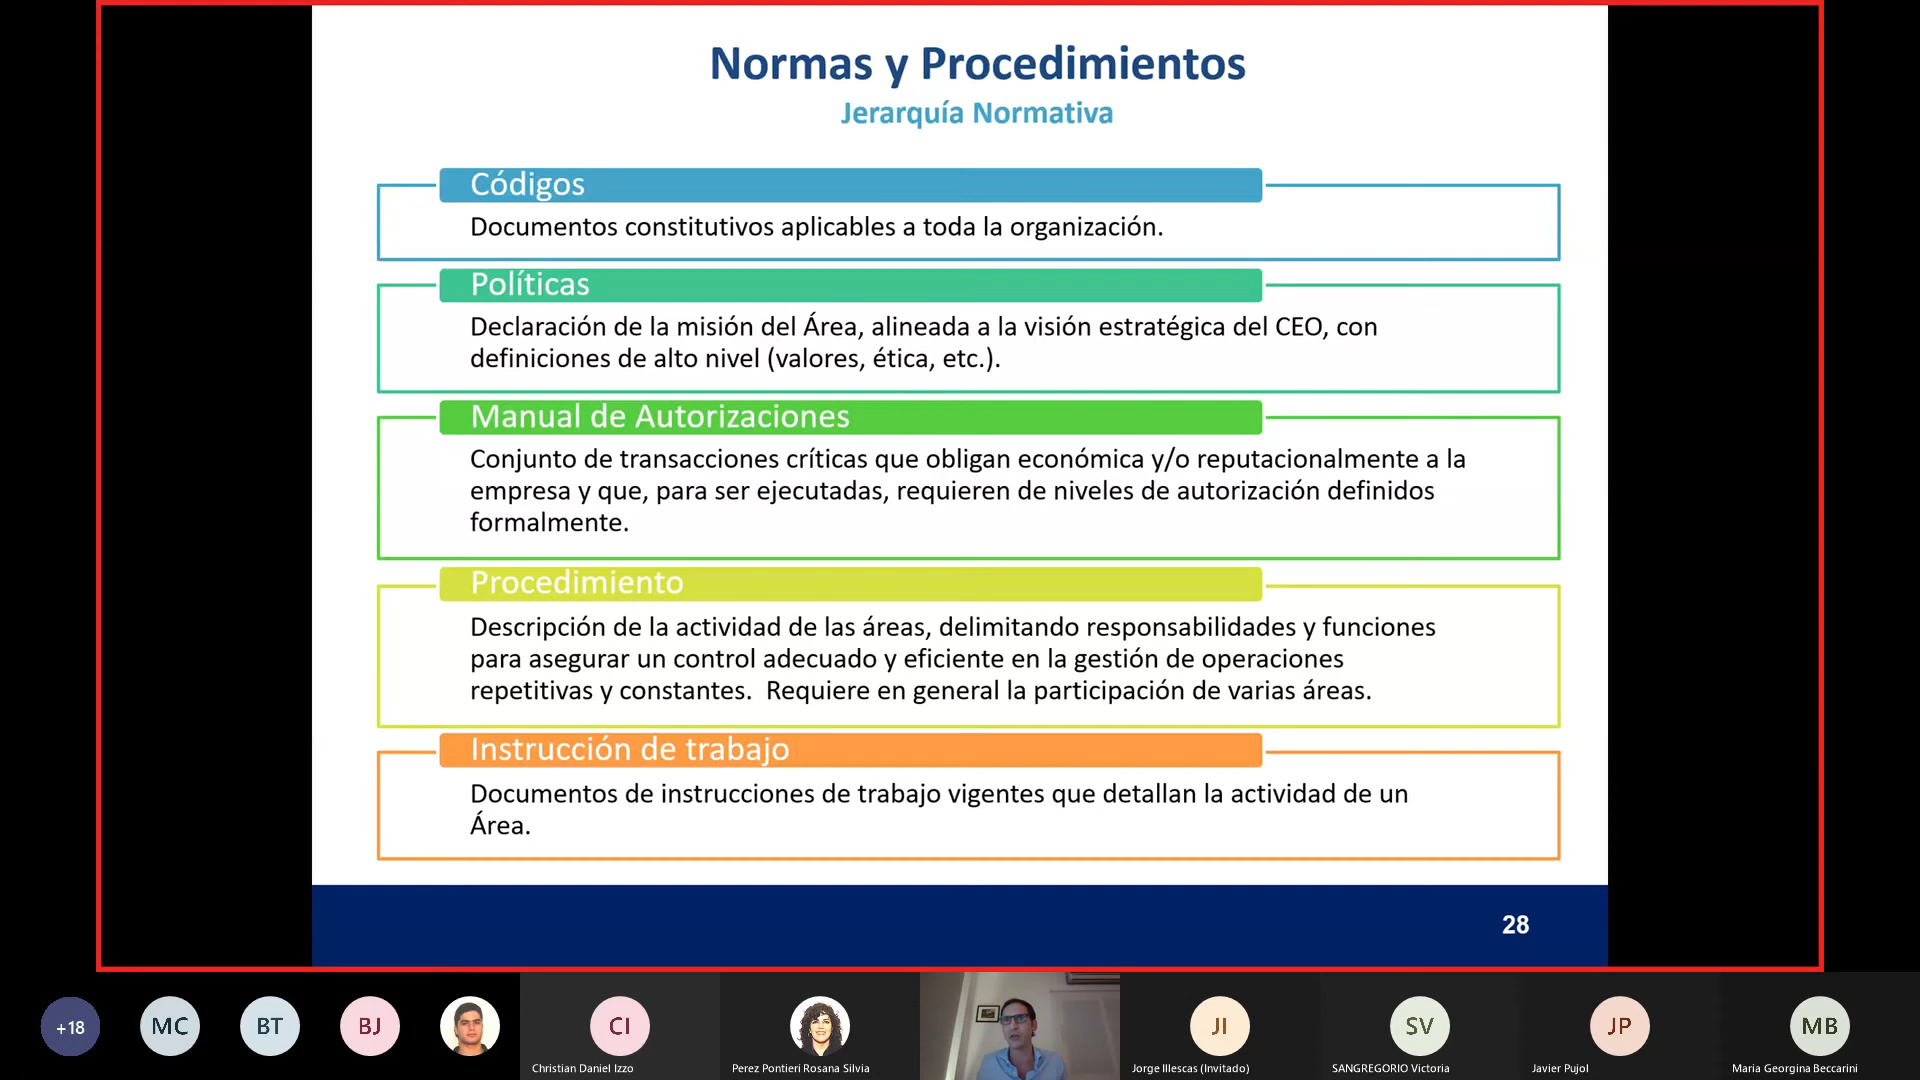 Normas y Procedimientos
Jerarquía Normativa
Códigos
Documentos constitutivos aplicables a toda la organización.
Políticas
Declaración de la misión del Área, alineada a la visión estratégica del CEO, con
definiciones de alto nivel (valores, ética, etc.).
Manual de Autorizaciones
Conjunto de transacciones críticas que obligan económica y/o reputacionalmente a la
empresa y que, para ser ejecutadas, requieren de niveles de autorización definidos
formalmente.
Procedimiento
Descripción de la actividad de las áreas, delimitando responsabilidades y funciones
para asegurar un control adecuado y eficiente en la gestión de operaciones
repetitivas y constantes.  Requiere en general la participación de varias áreas.
Instrucción de trabajo
Documentos de instrucciones de trabajo vigentes que detallan la actividad de un
Área.
28
+18 MC BT BJ CI JI SV JP MB
Christian Daniel Izzo Perez Pontieri Rosana Silvia Jorge Illescas (Invitado) SANGREGORIO Victoria Javier Pujol Maria Georgina Beccarini